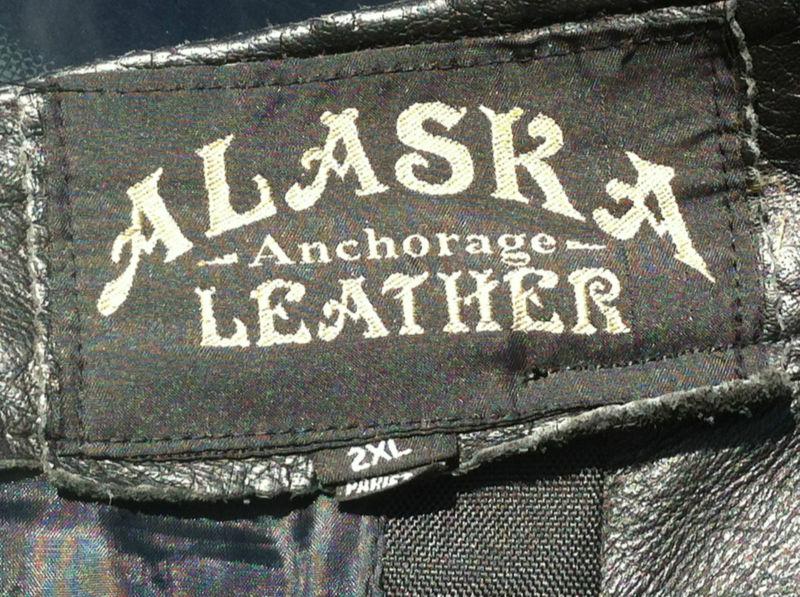 ALASKA
- Anchorage -
LEATHER
2XL